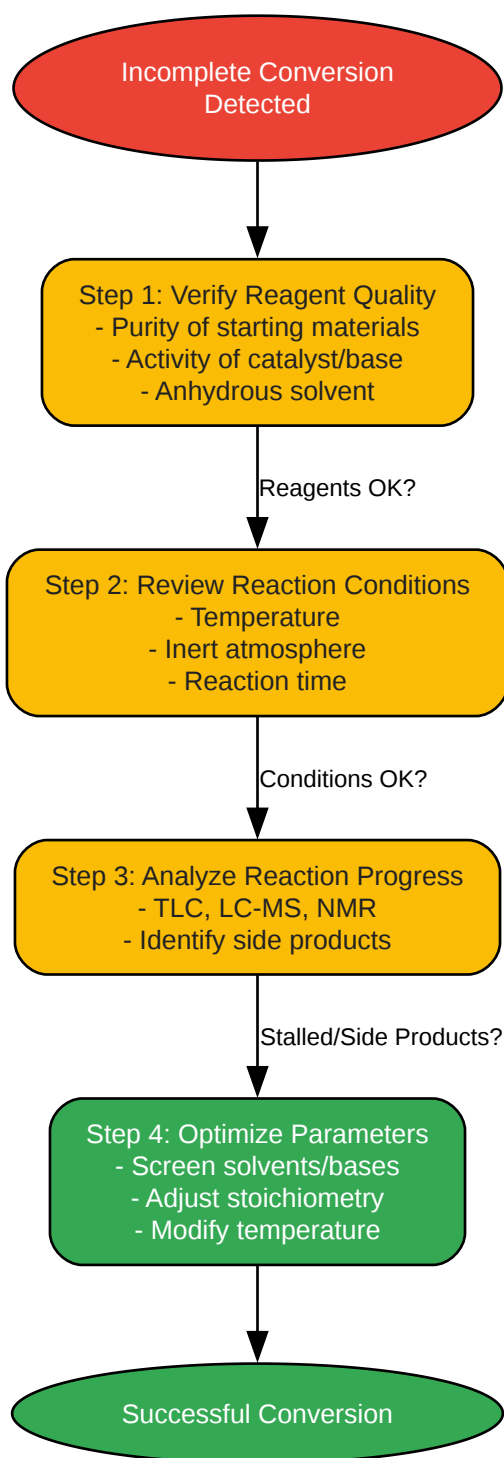 Incomplete Conversion
Detected
Step 1: Verify Reagent Quality
- Purity of starting materials
- Activity of catalyst/base
- Anhydrous solvent
Reagents OK?
Step 2: Review Reaction Conditions
- Temperature
- Inert atmosphere
- Reaction time
Conditions OK?
Step 3: Analyze Reaction Progress
- TLC, LC-MS, NMR
- Identify side products
Stalled/Side Products?
Step 4: Optimize Parameters
- Screen solvents/bases
- Adjust stoichiometry
- Modify temperature
Successful Conversion